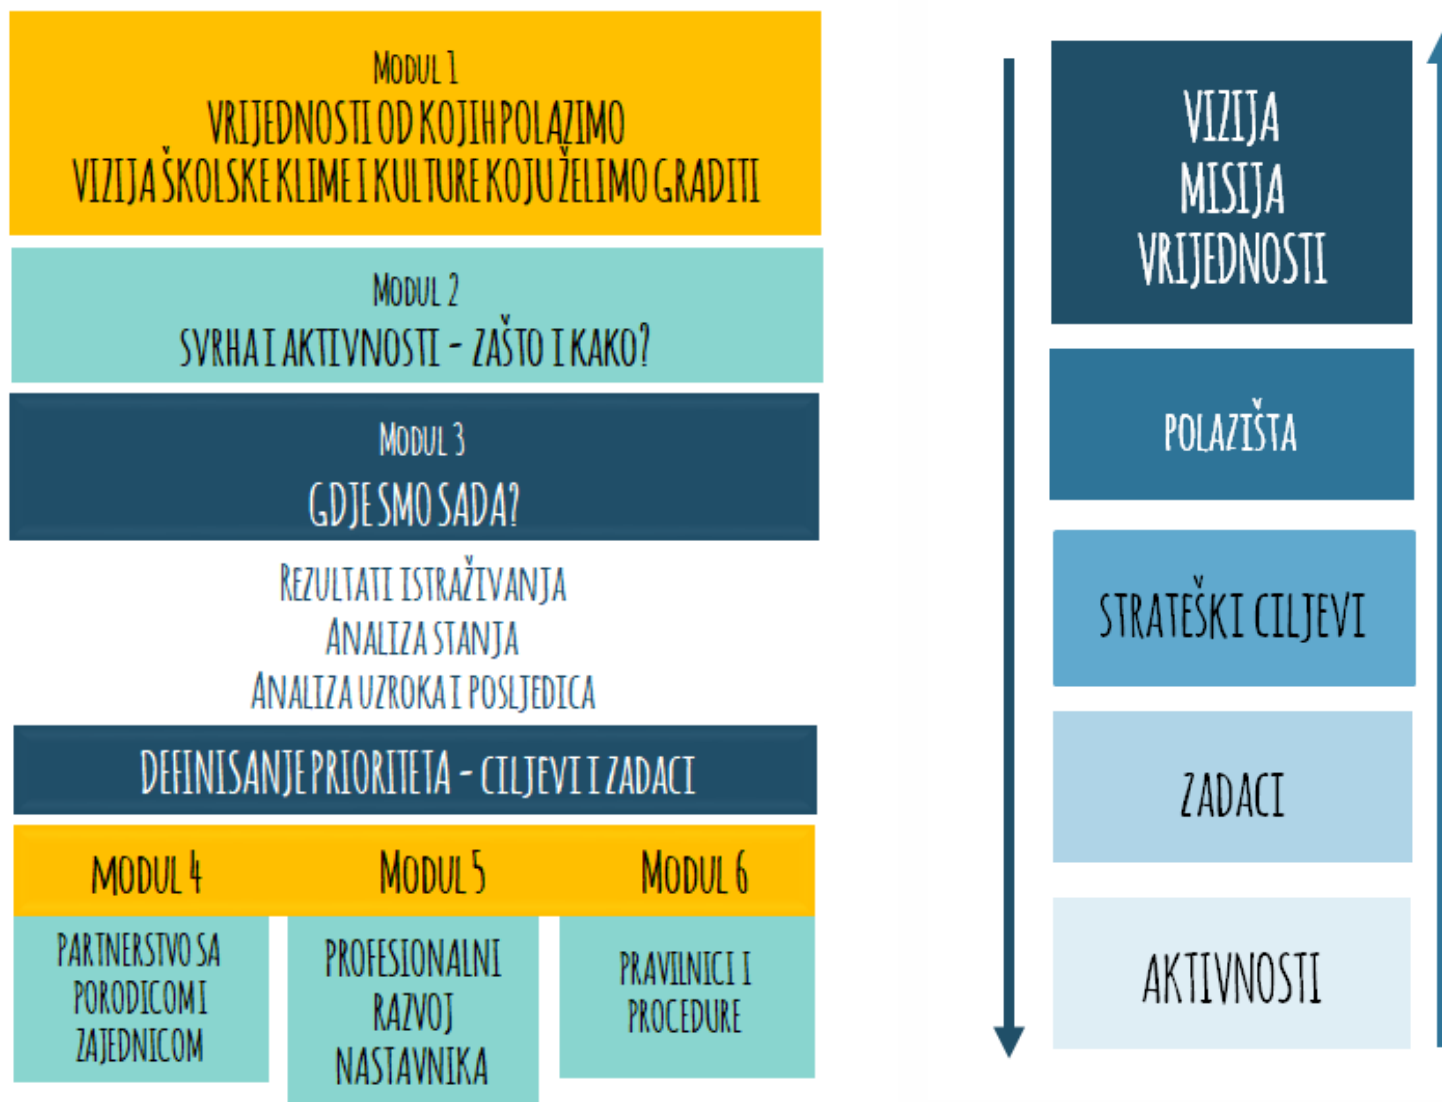 Modul 1
VRIJEDNOSTI OD KOJIH POLAZIMO
VIZIJA ŠKOLSKE KLIME I KULTURE KOJU ŽELIMO GRADITI
Modul 2
SVRHA I AKTIVNOSTI - ZAŠTO I KAKO?
Modul 3
GDJE SMO SADA?
Rezultati istraživanja
Analiza stanja
Analiza uzroka i posljedica
DEFINISANJE PRIORITETA - CILJEVI I ZADACI
MODUL 4
PARTNERSTVO SA
PORODICOM I
ZAJEDNICOM
Modul 5
PROFESIONALNI
RAZVOJ
NASTAVNIKA
Modul 6
PRAVILNICI I
PROCEDURE
VIZIJA
MISIJA
VRIJEDNOSTI
POLAZIŠTA
STRATEŠKI CILJEVI
ZADACI
AKTIVNOSTI